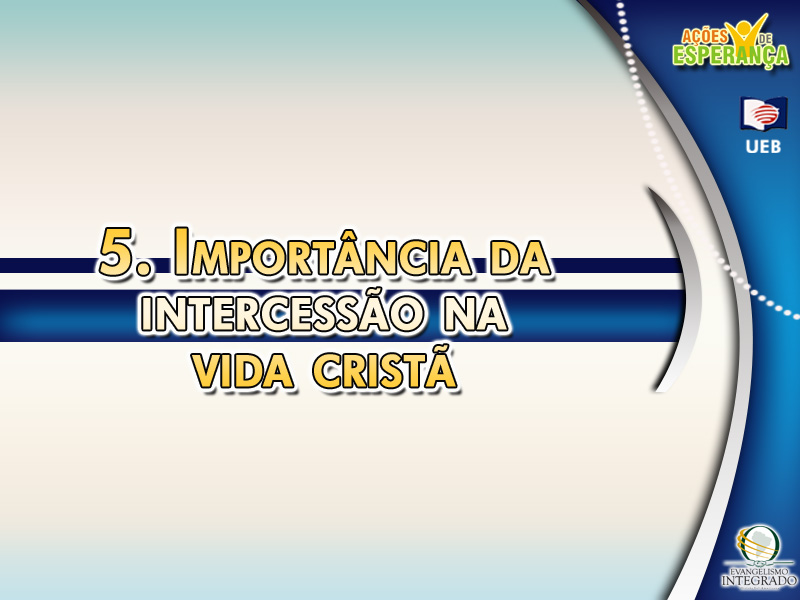 AÇÕES DE
ESPERANÇA
UEB
5. IMPORTÂNCIA DA
INTERCESSÃO NA
VIDA CRISTÃ
EVANGELISMO
INTEGRADO